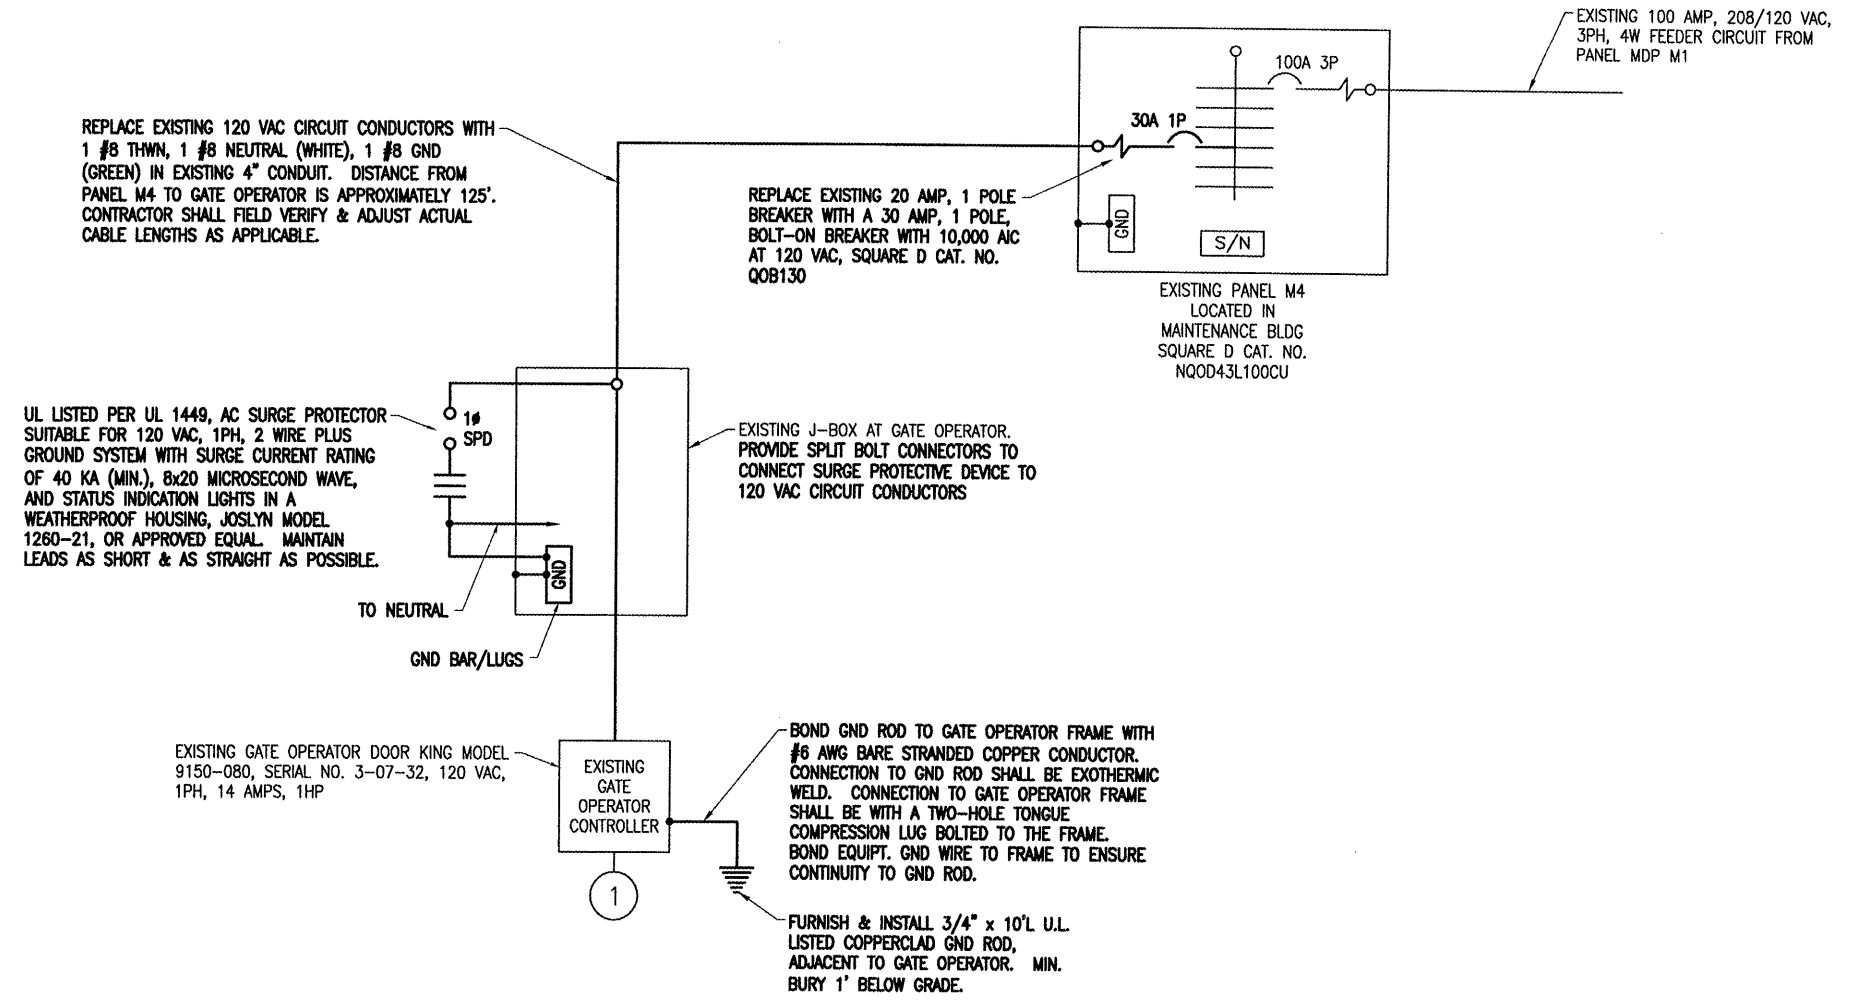 EXISTING 100 AMP, 208/120 VAC,
3PH, 4W FEEDER CIRCUIT FROM
PANEL MDP M1
100A 3P
30A 1P
GND
S/N
EXISTING PANEL M4
LOCATED IN
MAINTENANCE BLDG
SQUARE D CAT. NO.
NQOD43L100CU
REPLACE EXISTING 120 VAC CIRCUIT CONDUCTORS WITH
1 #8 THWN, 1 #8 NEUTRAL (WHITE), 1 #8 GND
(GREEN) IN EXISTING 4" CONDUIT. DISTANCE FROM
PANEL M4 TO GATE OPERATOR IS APPROXIMATELY 125'.
CONTRACTOR SHALL FIELD VERIFY & ADJUST ACTUAL
CABLE LENGTHS AS APPLICABLE.
REPLACE EXISTING 20 AMP, 1 POLE
BREAKER WITH A 30 AMP, 1 POLE,
BOLT-ON BREAKER WITH 10,000 AIC
AT 120 VAC, SQUARE D CAT. NO.
QOB130
UL LISTED PER UL 1449, AC SURGE PROTECTOR
SUITABLE FOR 120 VAC, 1PH, 2 WIRE PLUS
GROUND SYSTEM WITH SURGE CURRENT RATING
OF 40 KA (MIN.), 8x20 MICROSECOND WAVE,
AND STATUS INDICATION LIGHTS IN A
WEATHERPROOF HOUSING, JOSLYN MODEL
1260-21, OR APPROVED EQUAL. MAINTAIN
LEADS AS SHORT & AS STRAIGHT AS POSSIBLE.
1ø
SPD
EXISTING J-BOX AT GATE OPERATOR.
PROVIDE SPLIT BOLT CONNECTORS TO
CONNECT SURGE PROTECTIVE DEVICE TO
120 VAC CIRCUIT CONDUCTORS
GND
TO NEUTRAL
GND BAR/LUGS
EXISTING GATE OPERATOR DOOR KING MODEL
9150-080, SERIAL NO. 3-07-32, 120 VAC,
1PH, 14 AMPS, 1HP
EXISTING
GATE
OPERATOR
CONTROLLER
1
BOND GND ROD TO GATE OPERATOR FRAME WITH
#6 AWG BARE STRANDED COPPER CONDUCTOR.
CONNECTION TO GND ROD SHALL BE EXOTHERMIC
WELD. CONNECTION TO GATE OPERATOR FRAME
SHALL BE WITH A TWO-HOLE TONGUE
COMPRESSION LUG BOLTED TO THE FRAME.
BOND EQUIPT. GND WIRE TO FRAME TO ENSURE
CONTINUITY TO GND ROD.
FURNISH & INSTALL 3/4" x 10'L U.L.
LISTED COPPERCLAD GND ROD,
ADJACENT TO GATE OPERATOR. MIN.
BURY 1' BELOW GRADE.